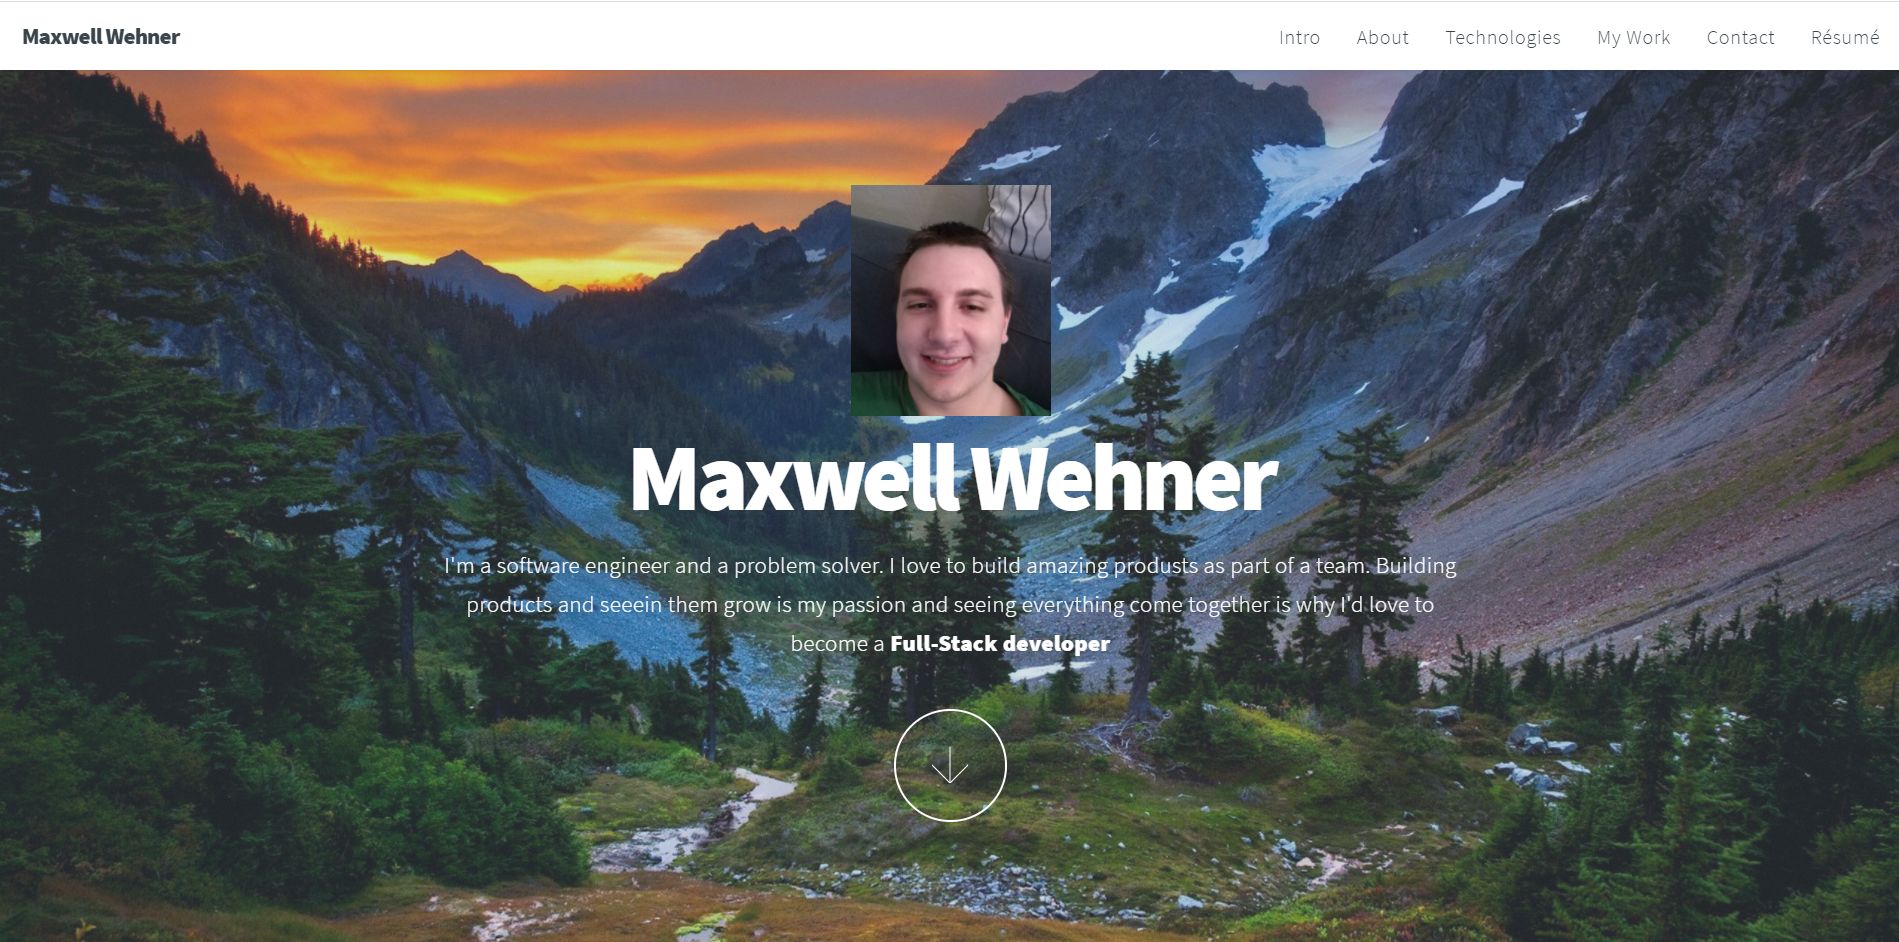 Maxwell Wehner
Intro About Technologies My Work Contact Résumé
Maxwell Wehner
I'm a software engineer and a problem solver. I love to build amazing produsts as part of a team. Building
products and seeein them grow is my passion and seeing everything come together is why I'd love to
become a Full-Stack developer